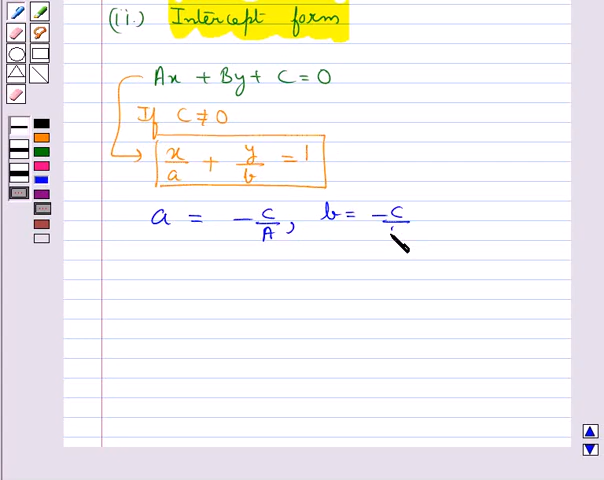 (ii.) Intercept form
Ax + By + C = 0
If C ≠ 0
x/a + y/b = 1
a = -C/A, b = -C/